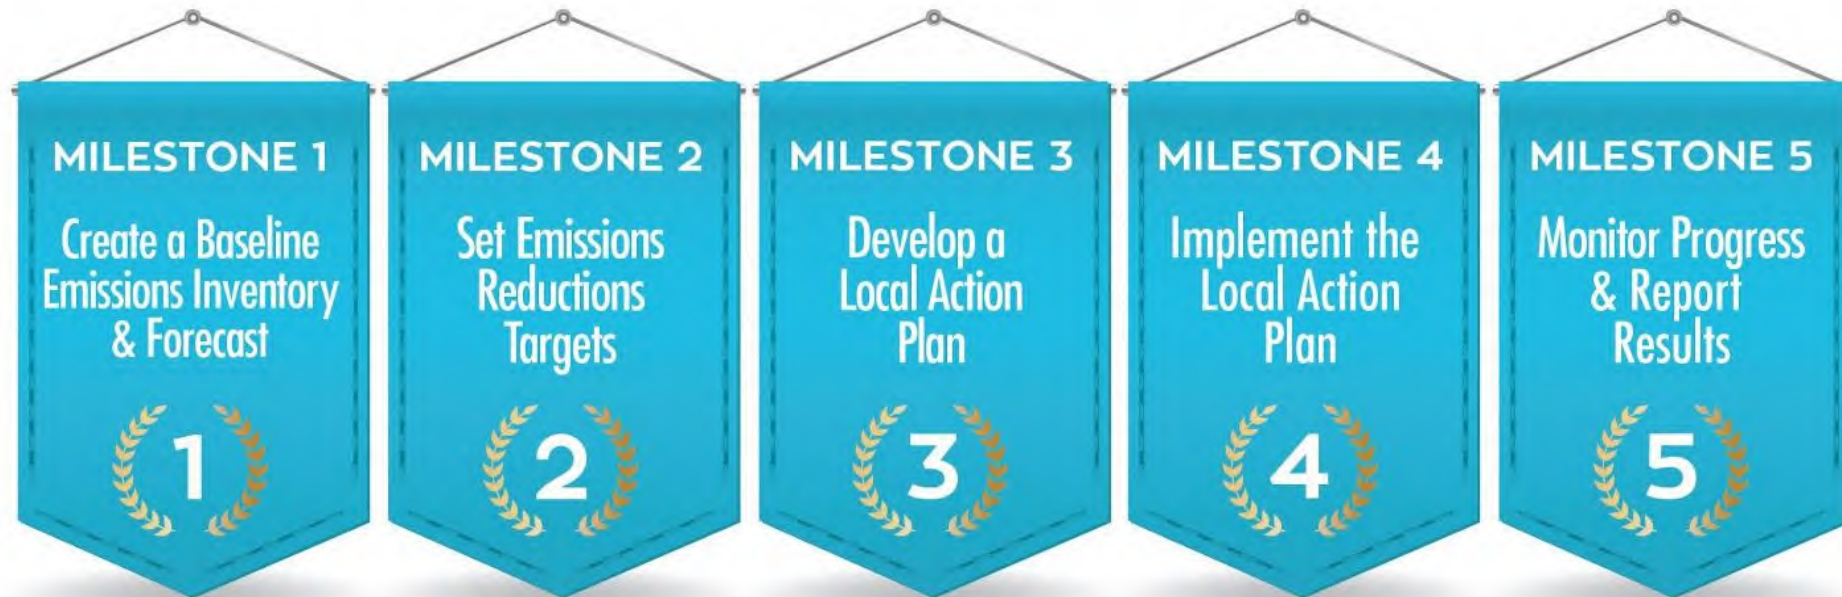 MILESTONE 1
Create a Baseline
Emissions Inventory
& Forecast
1
MILESTONE 2
Set Emissions
Reductions
Targets
2
MILESTONE 3
Develop a
Local Action
Plan
3
MILESTONE 4
Implement the
Local Action
Plan
4
MILESTONE 5
Monitor Progress
& Report
Results
5